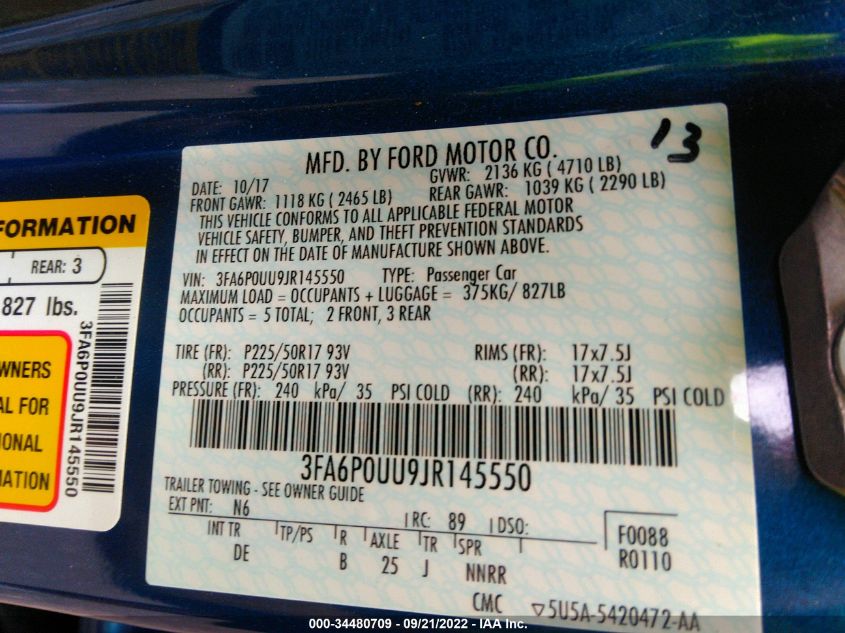 13
MFD. BY FORD MOTOR CO.
DATE: 10/17 GVWR: 2136 KG ( 4710 LB)
FRONT GAWR: 1118 KG ( 2465 LB) REAR GAWR: 1039 KG ( 2290 LB)
THIS VEHICLE CONFORMS TO ALL APPLICABLE FEDERAL MOTOR
VEHICLE SAFETY, BUMPER, AND THEFT PREVENTION STANDARDS
IN EFFECT ON THE DATE OF MANUFACTURE SHOWN ABOVE.
VIN: 3FA6P0UU9JR145550 TYPE: Passenger Car
MAXIMUM LOAD = OCCUPANTS + LUGGAGE = 375KG/ 827LB
OCCUPANTS = 5 TOTAL; 2 FRONT, 3 REAR
TIRE (FR): P225/50R17 93V RIMS (FR): 17x7.5J
(RR): P225/50R17 93V (RR): 17x7.5J
PRESSURE (FR): 240 kPa/ 35 PSI COLD (RR): 240 kPa/ 35 PSI COLD
3FA6P0UU9JR145550
TRAILER TOWING - SEE OWNER GUIDE
EXT PNT: N6 RC: 89 DSO:
INT TR TP/PS R AXLE TR SPR
DE B 25 J NNRR
F0088
R0110
CMC ▽5U5A-5420472-AA
FORMATION
REAR: 3
827 lbs.
3FA6P0UU9JR145550
WNERS
AL FOR
IONAL
MATION
000-34480709 - 09/21/2022 - IAA Inc.